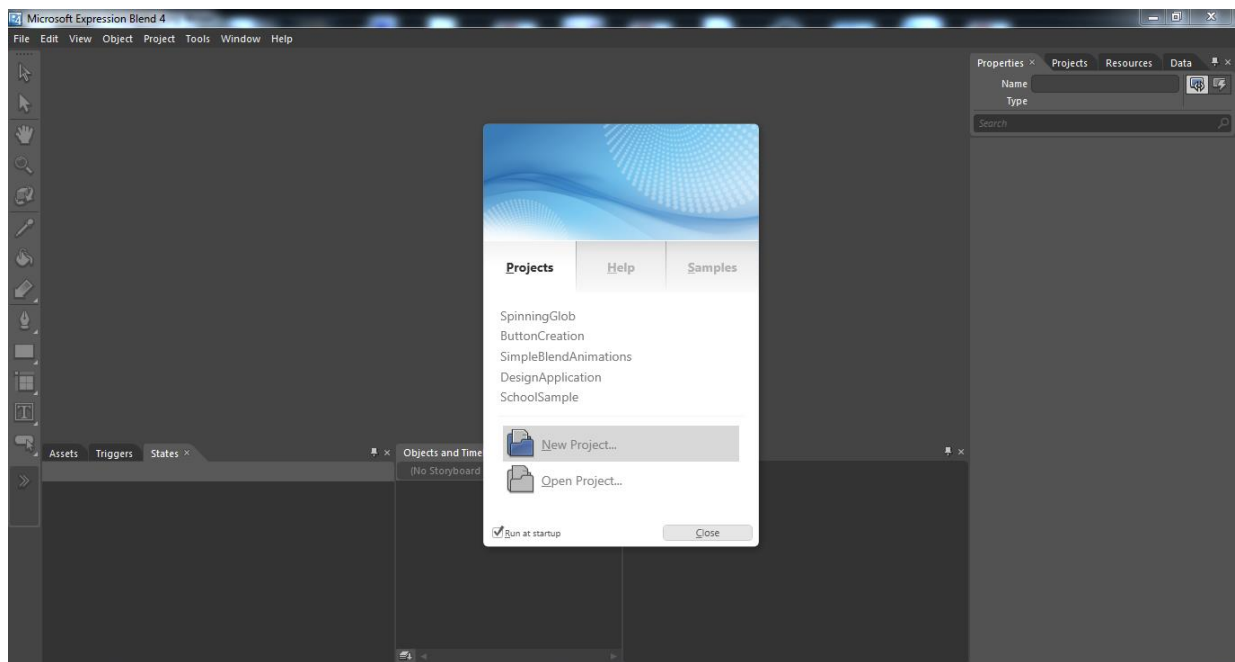 Microsoft Expression Blend 4
File Edit View Object Project Tools Window Help
Properties × Projects Resources Data
Name
Type
Search
Projects Help Samples
SpinningGlob
ButtonCreation
SimpleBlendAnimations
DesignApplication
SchoolSample
New Project...
Open Project...
Run at startup
Close
Assets Triggers States ×
Objects and Time
(No Storyboard